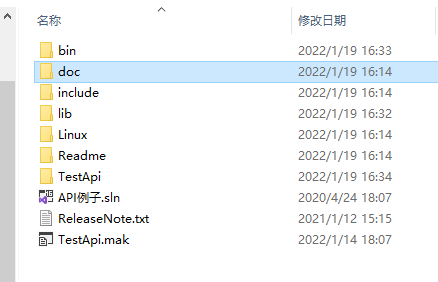 名称 修改日期
bin 2022/1/19 16:33
doc 2022/1/19 16:14
include 2022/1/19 16:14
lib 2022/1/19 16:32
Linux 2022/1/19 16:14
Readme 2022/1/19 16:14
TestApi 2022/1/19 16:34
API例子.sln 2020/4/24 18:07
ReleaseNote.txt 2021/1/12 15:15
TestApi.mak 2022/1/14 18:07